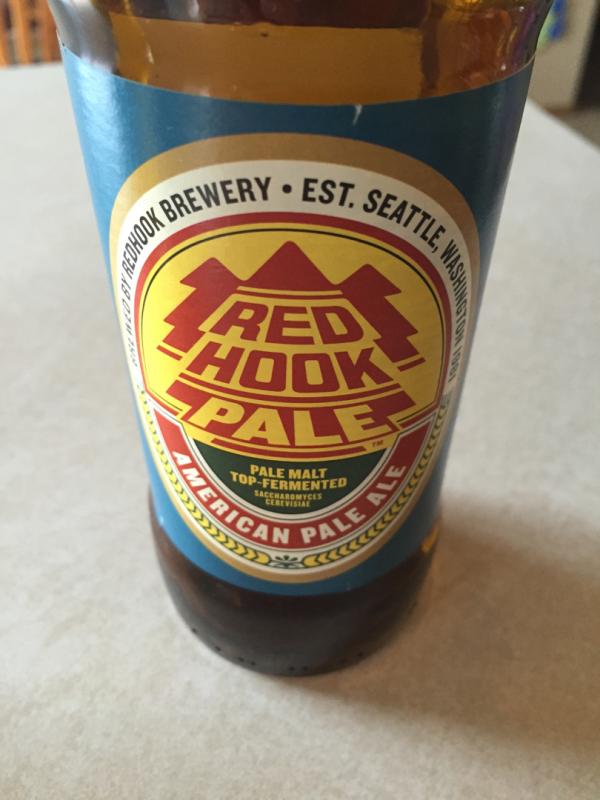 BREWED BY REDHOOK BREWERY • EST. SEATTLE, WASHINGTON 1981
RED
HOOK
PALE™
PALE MALT
TOP-FERMENTED
SACCHAROMYCES
CEREVISIAE
AMERICAN PALE ALE